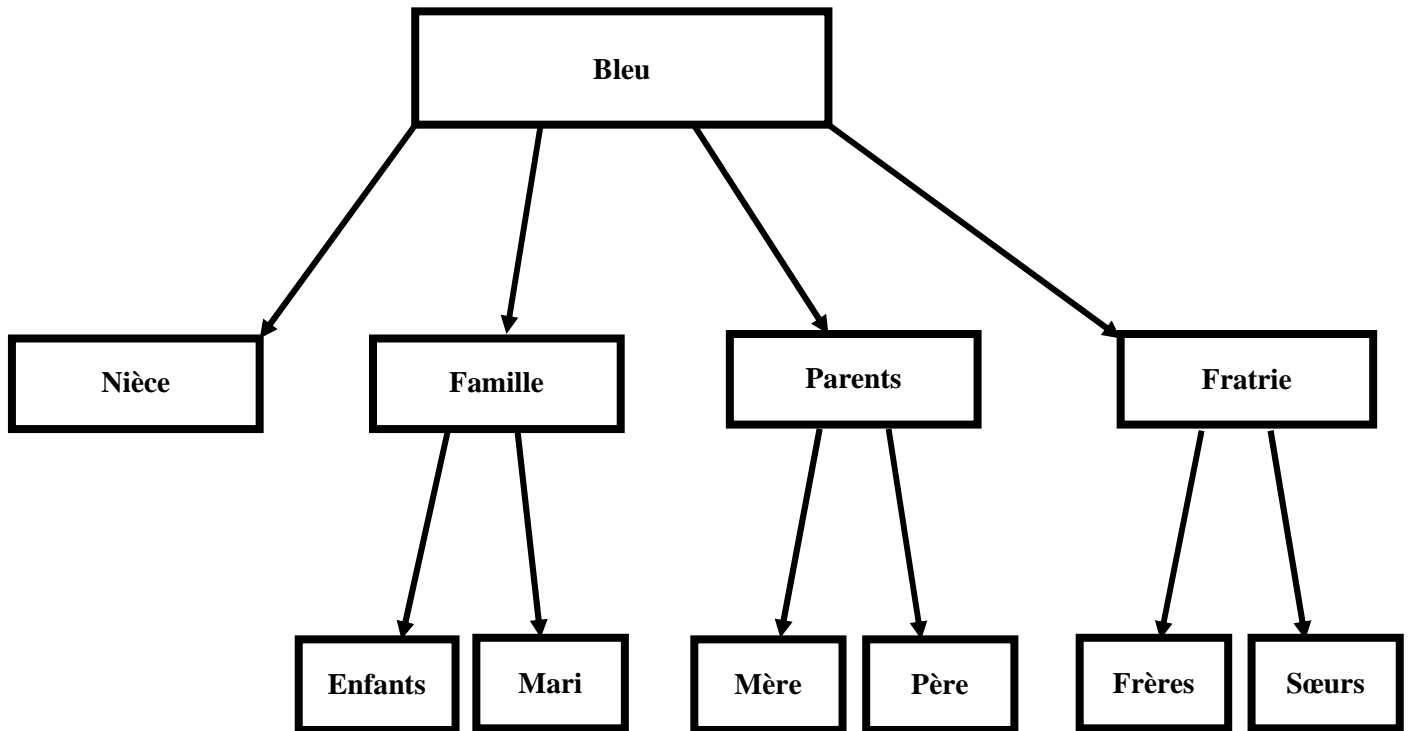 Bleu
Nièce
Famille
Parents
Fratrie
Enfants
Mari
Mère
Père
Frères
Sœurs